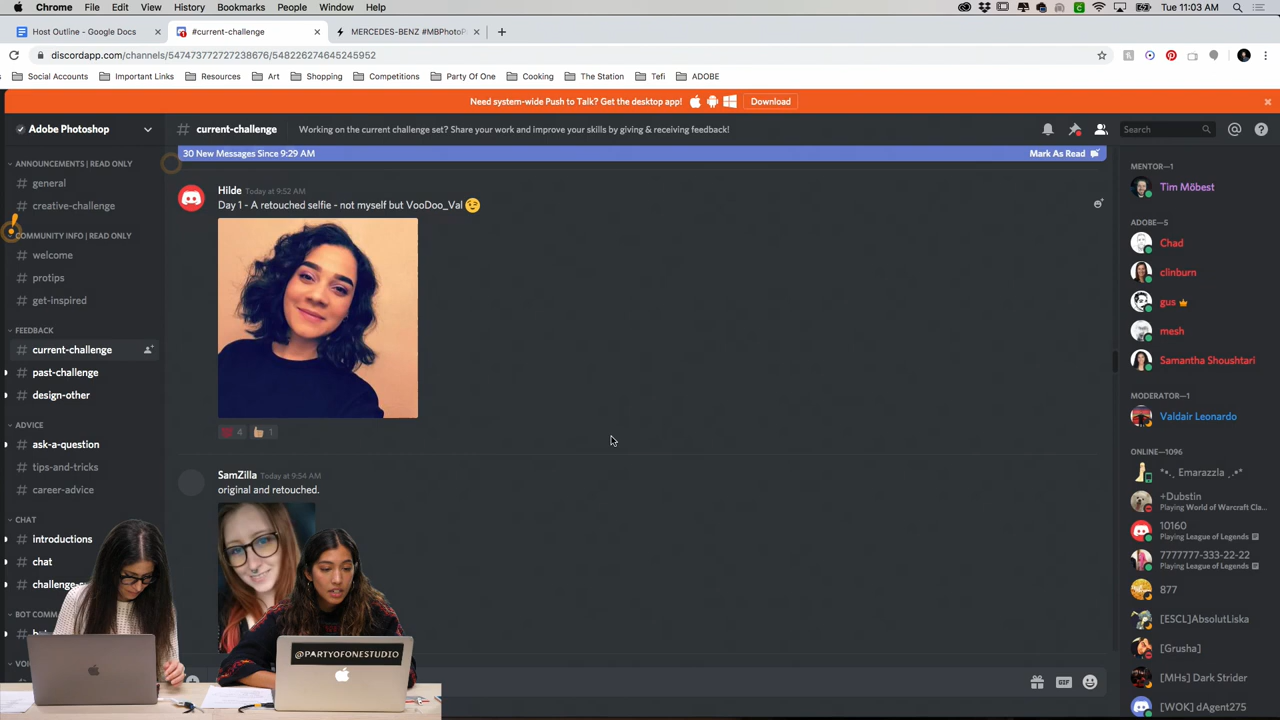 Chrome File Edit View History Bookmarks People Window Help
Tue 11:03 AM
Host Outline - Google Docs
#current-challenge
MERCEDES-BENZ #MBPhotoP
discordapp.com/channels/547473772727238676/548226274645245952
Social Accounts Important Links Resources Art Shopping Competitions Party Of One Cooking The Station Tefi ADOBE
Need system-wide Push to Talk? Get the desktop app! Download
Adobe Photoshop
# current-challenge Working on the current challenge set? Share your work and improve your skills by giving & receiving feedback!
Search
30 New Messages Since 9:29 AM Mark As Read
ANNOUNCEMENTS | READ ONLY
# general
# creative-challenge
COMMUNITY INFO | READ ONLY
# welcome
# protips
# get-inspired
FEEDBACK
# current-challenge
# past-challenge
# design-other
ADVICE
# ask-a-question
# tips-and-tricks
# career-advice
CHAT
# introductions
# chat
# challenge-
BOT COMM
VOI
Hilde Today at 9:52 AM
Day 1 - A retouched selfie - not myself but VooDoo_Val
4 1
SamZilla Today at 9:54 AM
original and retouched.
@PARTYOFONESTUDIO
GIF
MENTOR—1
Tim Möbest
ADOBE—5
Chad
clinburn
gus
mesh
Samantha Shoushtari
MODERATOR—1
Valdair Leonardo
ONLINE—1096
*•.¸ Emarazzla ¸.•*
+Dubstin
Playing World of Warcraft Cla...
10160
Playing League of Legends
7777777-333-22-22
Playing League of Legends
877
[ESCL]AbsolutLiska
[Grusha]
[MHs] Dark Strider
[WOK] dAgent275